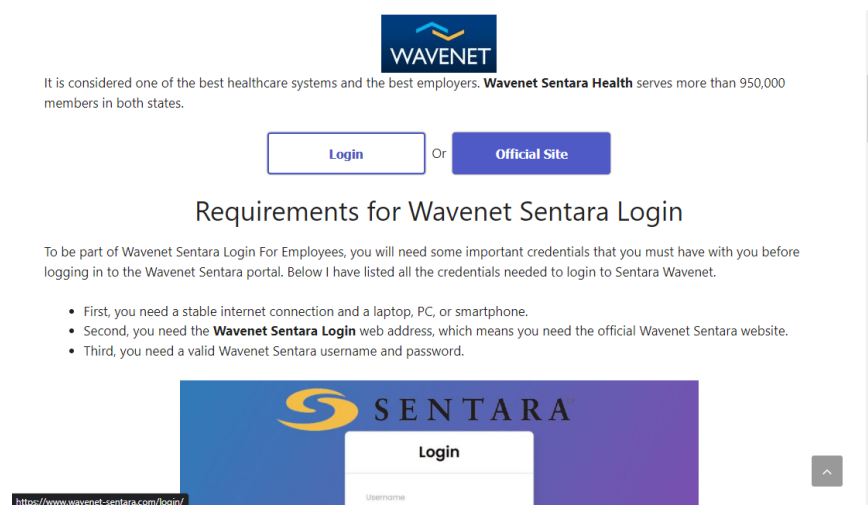 WAVENET
It is considered one of the best healthcare systems and the best employers. Wavenet Sentara Health serves more than 950,000
members in both states.
Login Or Official Site
Requirements for Wavenet Sentara Login
To be part of Wavenet Sentara Login For Employees, you will need some important credentials that you must have with you before
logging in to the Wavenet Sentara portal. Below I have listed all the credentials needed to login to Sentara Wavenet.
• First, you need a stable internet connection and a laptop, PC, or smartphone.
• Second, you need the Wavenet Sentara Login web address, which means you need the official Wavenet Sentara website.
• Third, you need a valid Wavenet Sentara username and password.
SENTARA
Login
Username
https://www.wavenet-sentara.com/login/